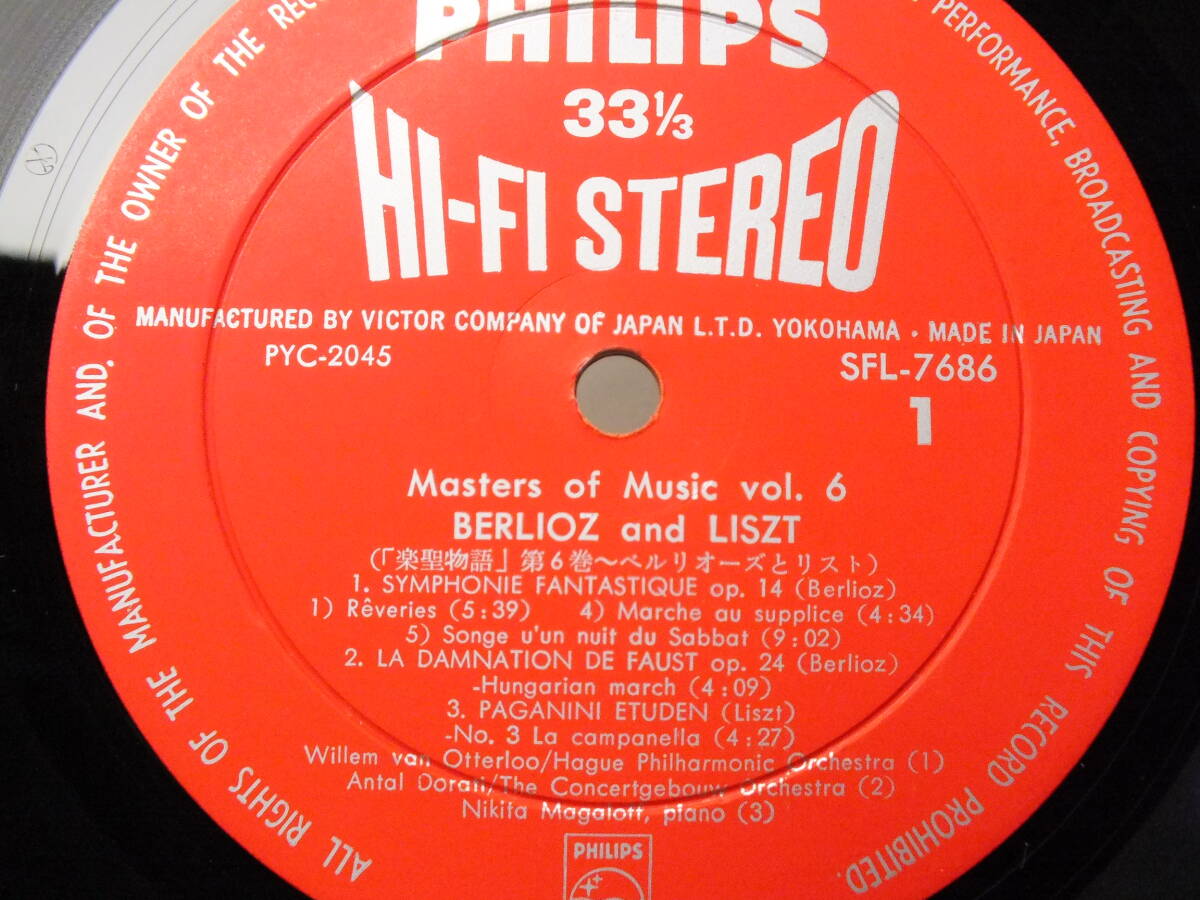 PHILIPS
33⅓
HI-FI STEREO
MANUFACTURED BY VICTOR COMPANY OF JAPAN L.T.D. YOKOHAMA • MADE IN JAPAN
PYC-2045
SFL-7686
1
Masters of Music vol. 6
BERLIOZ and LISZT
(「楽聖物語」第6巻～ベルリオーズとリスト)
1. SYMPHONIE FANTASTIQUE op. 14 (Berlioz)
1) Rêveries (5:39) 4) Marche au supplice (4:34)
5) Songe u'un nuit du Sabbat (9:02)
2. LA DAMNATION DE FAUST op. 24 (Berlioz)
-Hungarian march (4:09)
3. PAGANINI ETUDEN (Liszt)
-No. 3 La campanella (4:27)
Willem van Otterloo/Hague Philharmonic Orchestra (1)
Antal Dorati/The Concertgebouw Orchestra (2)
Nikita Magaloff, piano (3)
PHILIPS
ALL RIGHTS OF THE MANUFACTURER AND. OF THE OWNER OF THE
PERFORMANCE, BROADCASTING AND COPYING OF THIS RECORD PROHIBITED.